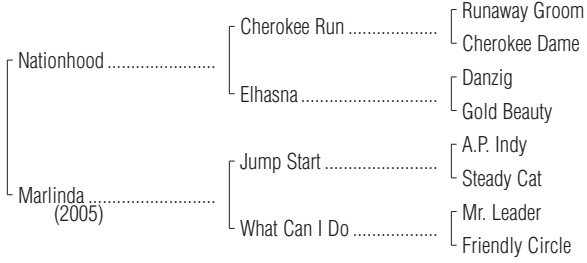 Runaway Groom
Cherokee Run ....................
Cherokee Dame
Nationhood ........................
Danzig
Elhasna ..............................
Gold Beauty
A.P. Indy
Jump Start .........................
Steady Cat
Marlinda ............................
(2005)
Mr. Leader
What Can I Do ...................
Friendly Circle